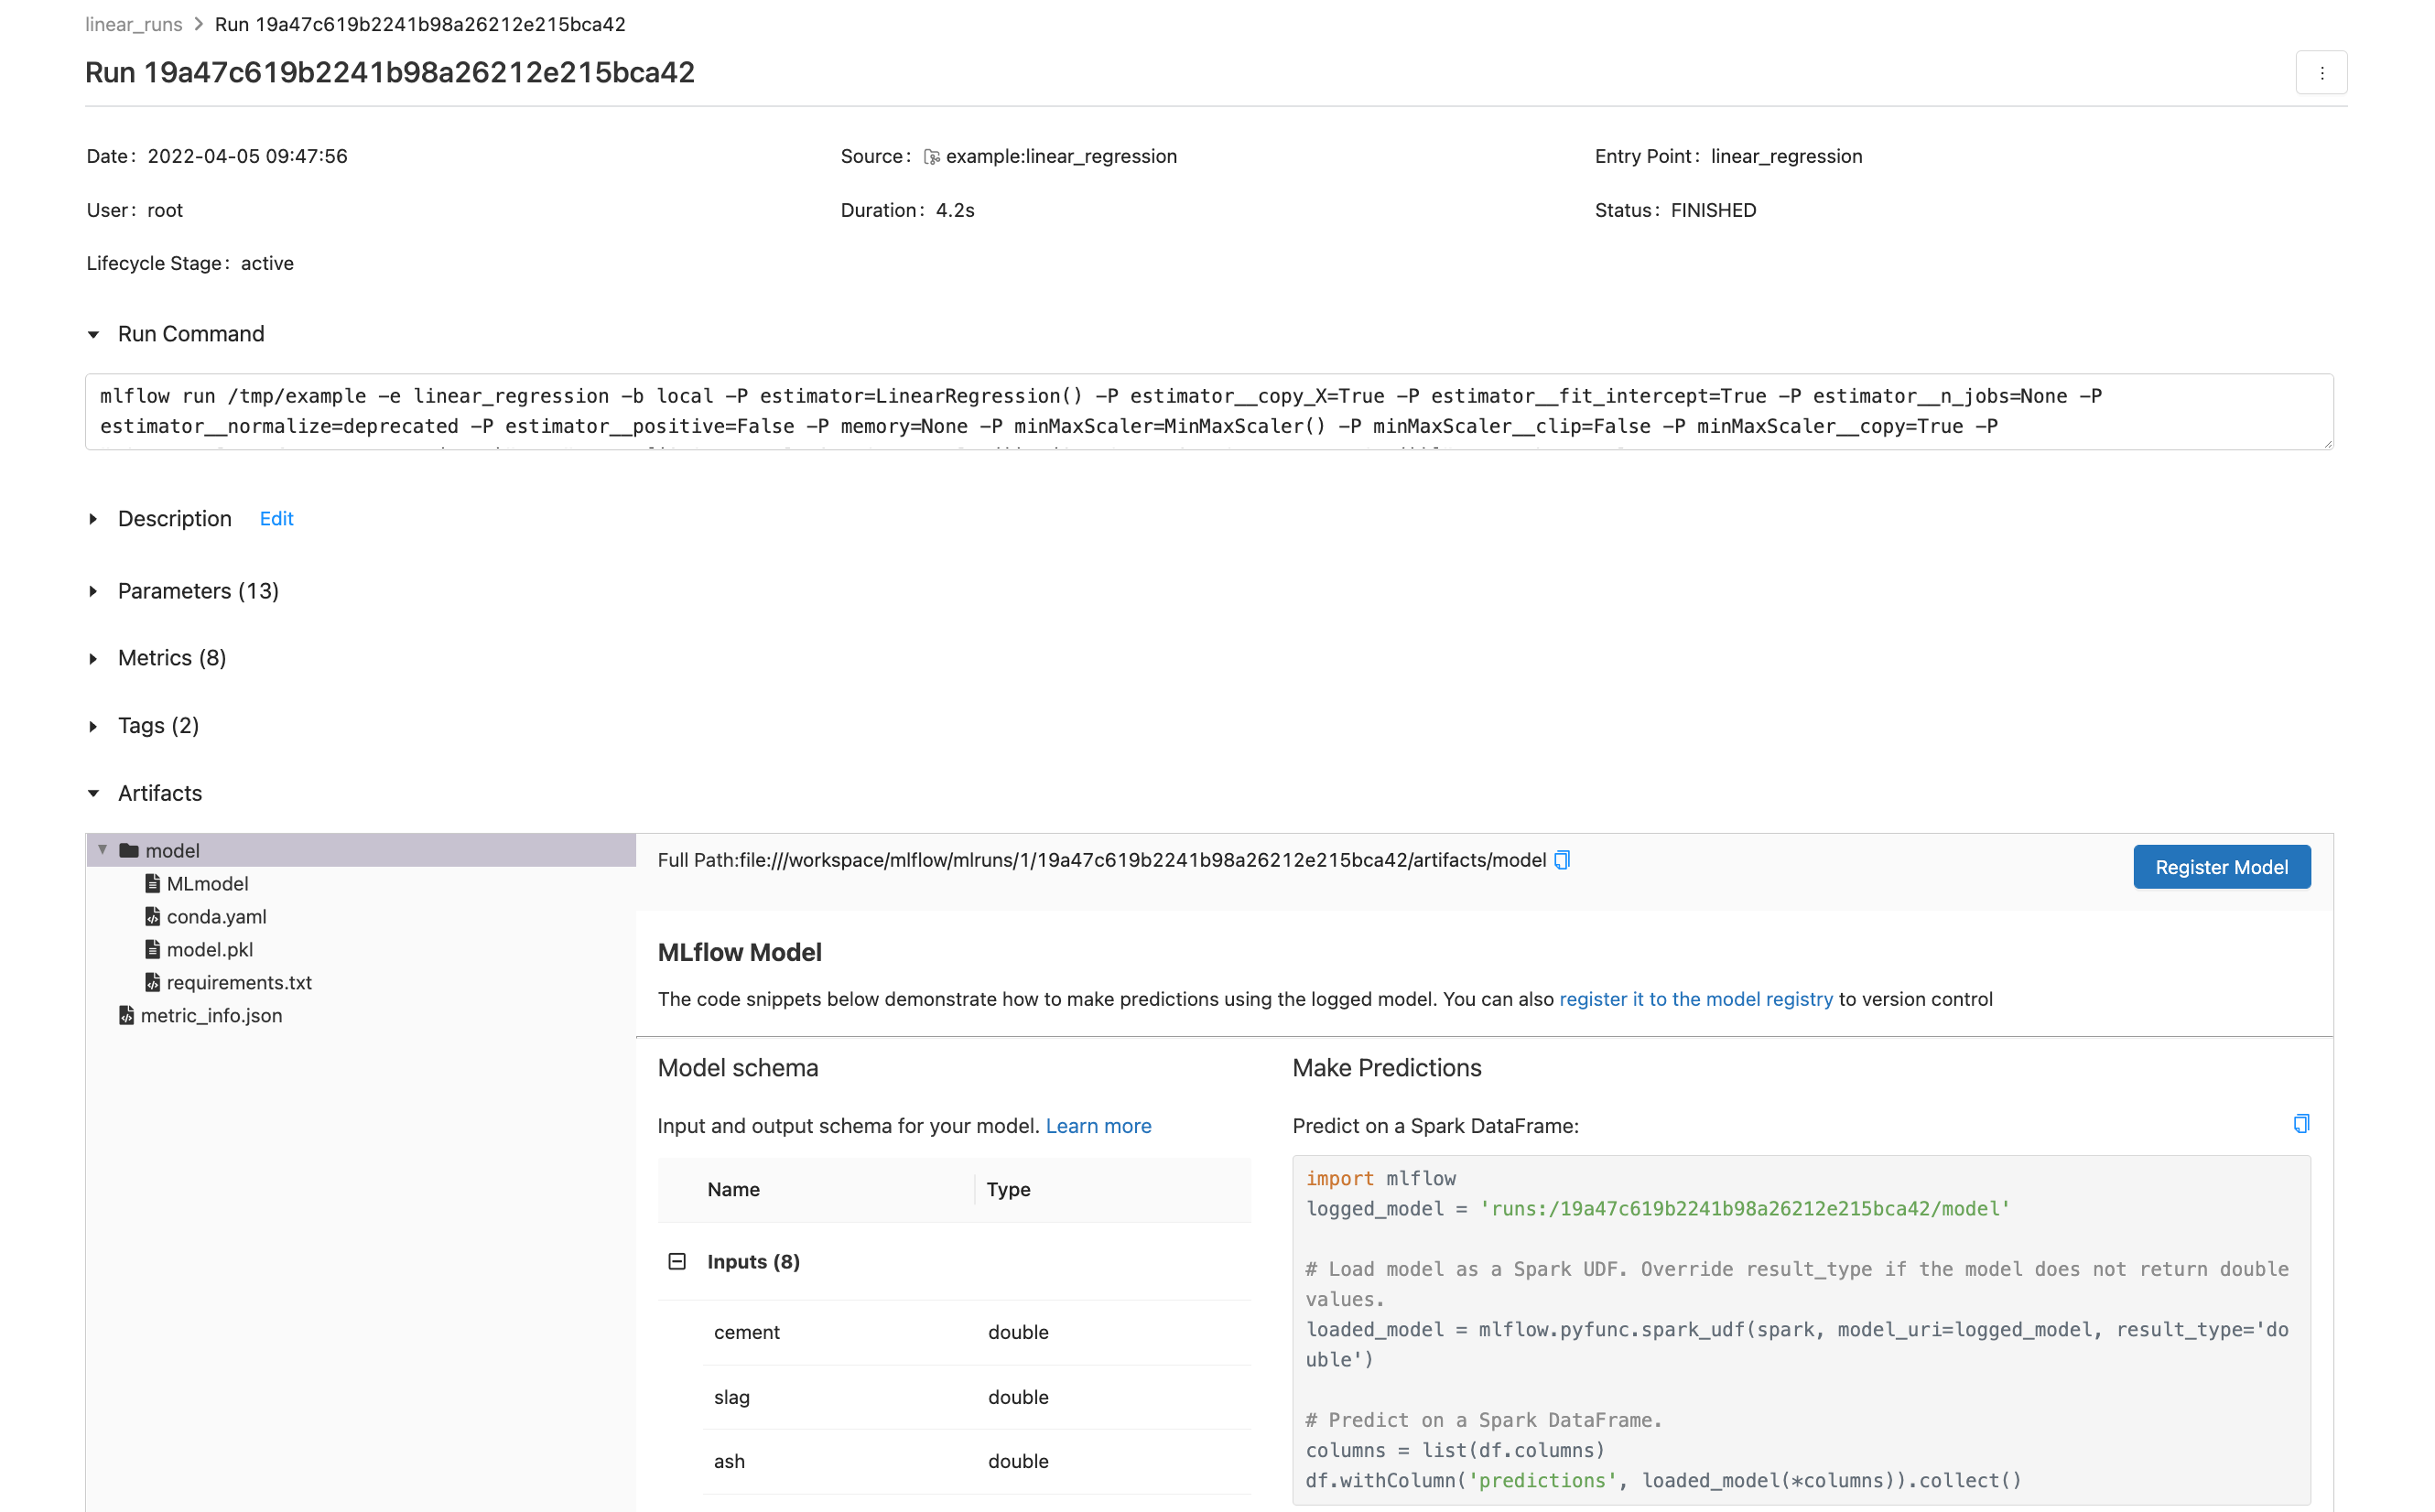 linear_runs > Run 19a47c619b2241b98a26212e215bca42
Run 19a47c619b2241b98a26212e215bca42
Date: 2022-04-05 09:47:56
Source: example:linear_regression
Entry Point: linear_regression
User: root
Duration: 4.2s
Status: FINISHED
Lifecycle Stage: active
Run Command
mlflow run /tmp/example -e linear_regression -b local -P estimator=LinearRegression() -P estimator__copy_X=True -P estimator__fit_intercept=True -P estimator__n_jobs=None -P
estimator__normalize=deprecated -P estimator__positive=False -P memory=None -P minMaxScaler=MinMaxScaler() -P minMaxScaler__clip=False -P minMaxScaler__copy=True -P
Description Edit
Parameters (13)
Metrics (8)
Tags (2)
Artifacts
model
MLmodel
conda.yaml
model.pkl
requirements.txt
metric_info.json
Full Path:file:///workspace/mlflow/mlruns/1/19a47c619b2241b98a26212e215bca42/artifacts/model
Register Model
MLflow Model
The code snippets below demonstrate how to make predictions using the logged model. You can also register it to the model registry to version control
Model schema
Input and output schema for your model. Learn more
Name Type
Inputs (8)
cement double
slag double
ash double
Make Predictions
Predict on a Spark DataFrame:
import mlflow
logged_model = 'runs:/19a47c619b2241b98a26212e215bca42/model'
# Load model as a Spark UDF. Override result_type if the model does not return double
values.
loaded_model = mlflow.pyfunc.spark_udf(spark, model_uri=logged_model, result_type='do
uble')
# Predict on a Spark DataFrame.
columns = list(df.columns)
df.withColumn('predictions', loaded_model(*columns)).collect()